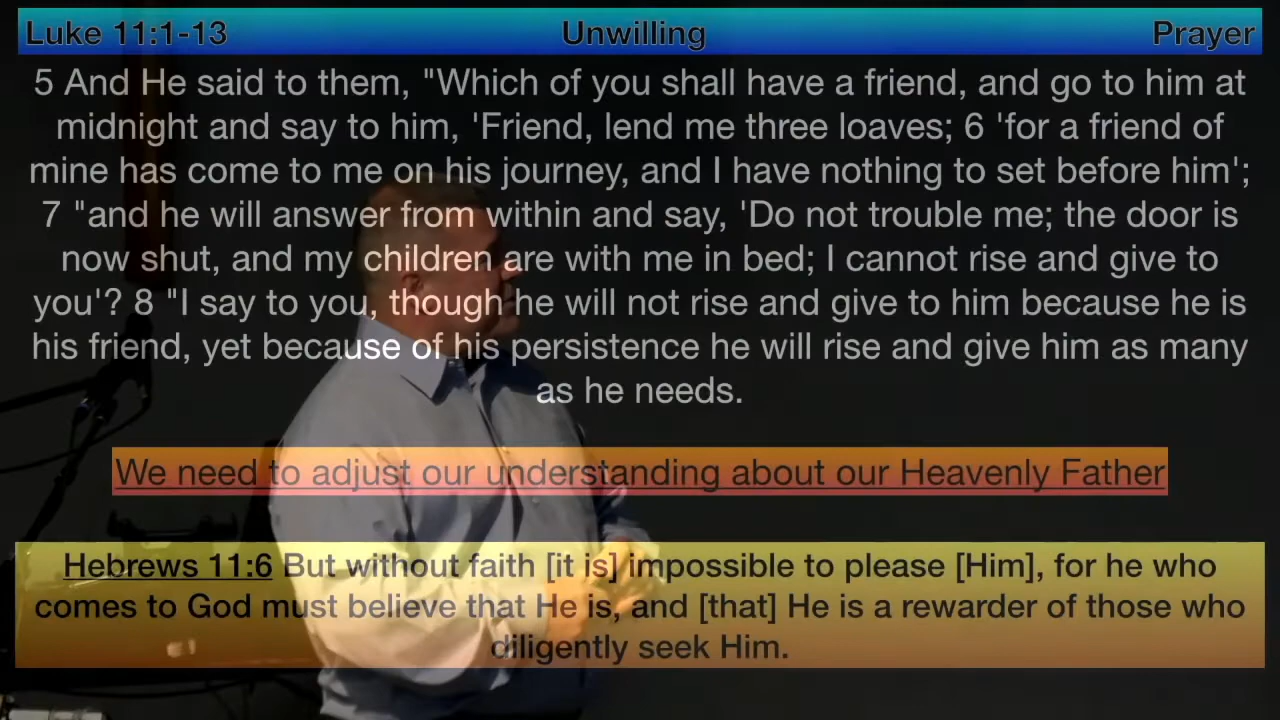 Luke 11:1-13 Unwilling Prayer
5 And He said to them, "Which of you shall have a friend, and go to him at
midnight and say to him, 'Friend, lend me three loaves; 6 'for a friend of
mine has come to me on his journey, and I have nothing to set before him';
7 "and he will answer from within and say, 'Do not trouble me; the door is
now shut, and my children are with me in bed; I cannot rise and give to
you'? 8 "I say to you, though he will not rise and give to him because he is
his friend, yet because of his persistence he will rise and give him as many
as he needs.
We need to adjust our understanding about our Heavenly Father
Hebrews 11:6 But without faith [it is] impossible to please [Him], for he who
comes to God must believe that He is, and [that] He is a rewarder of those who
diligently seek Him.